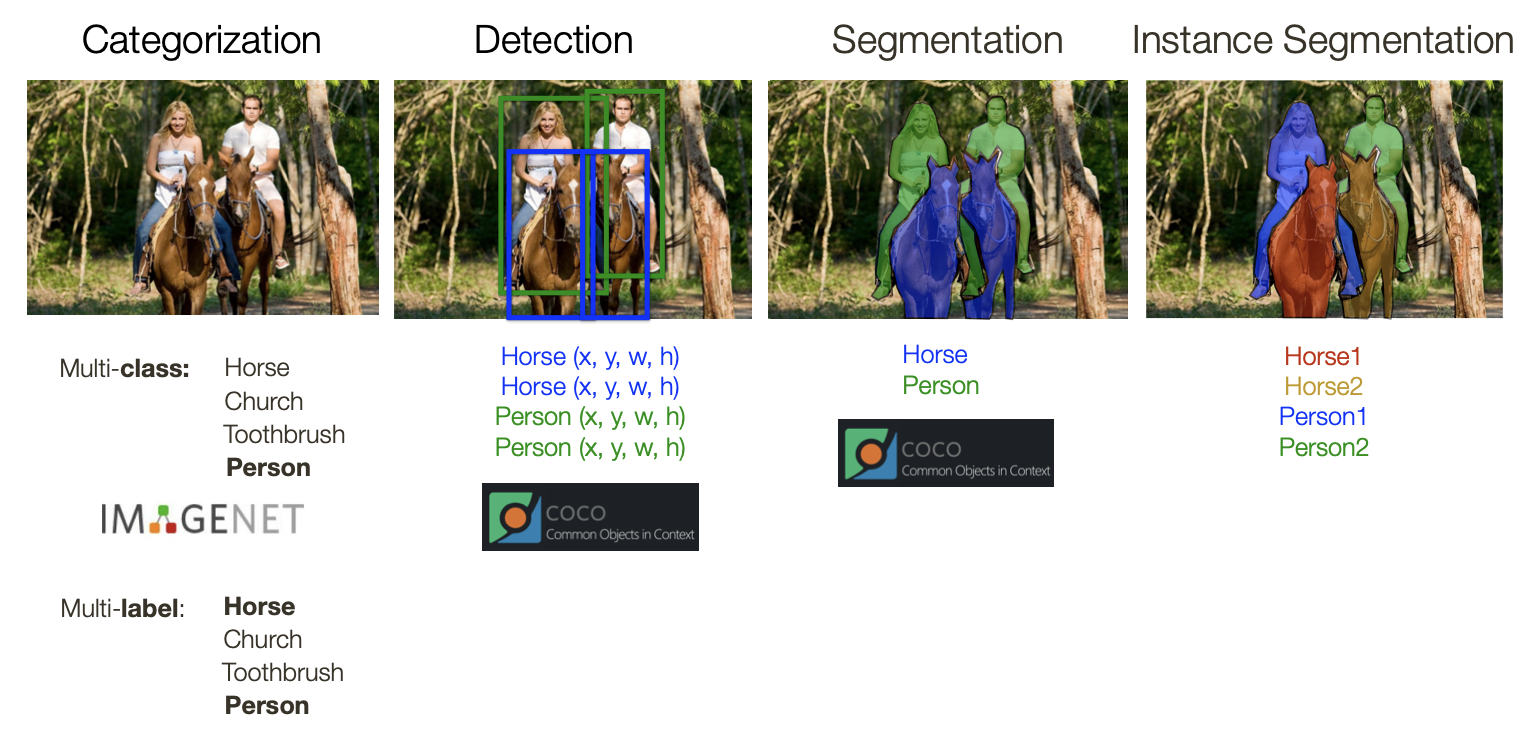 Categorization
Multi-class:
Horse
Church
Toothbrush
Person
IMAGENET
Multi-label:
Horse
Church
Toothbrush
Person
Detection
Horse (x, y, w, h)
Horse (x, y, w, h)
Person (x, y, w, h)
Person (x, y, w, h)
COCO
Common Objects in Context
Segmentation
Horse
Person
COCO
Common Objects in Context
Instance Segmentation
Horse1
Horse2
Person1
Person2